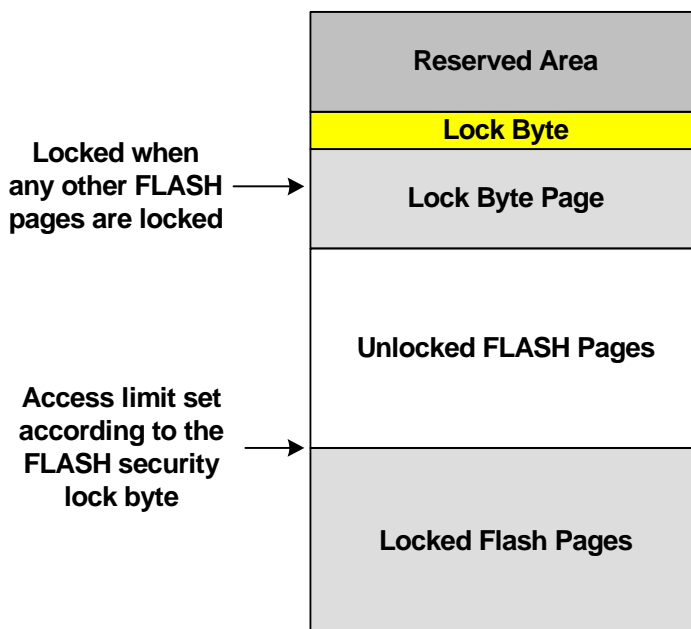 Reserved Area
Lock Byte
Locked when
any other FLASH
pages are locked
Lock Byte Page
Unlocked FLASH Pages
Access limit set
according to the
FLASH security
lock byte
Locked Flash Pages